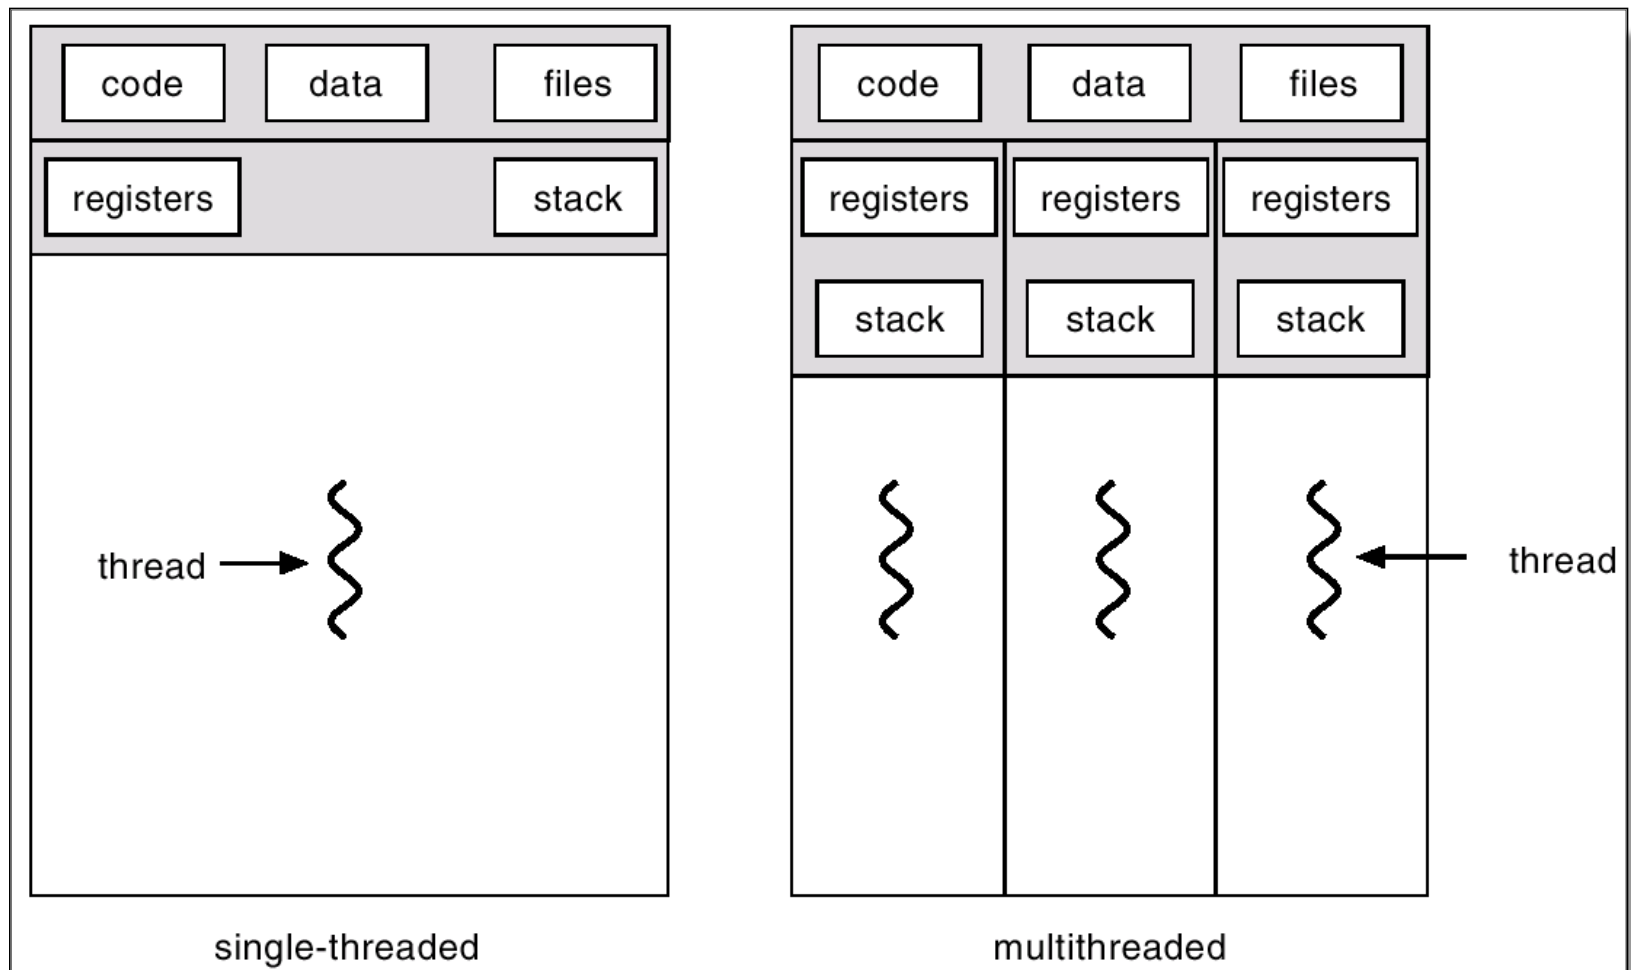 code data files
registers stack
thread
single-threaded
code data files
registers registers registers
stack stack stack
thread
multithreaded